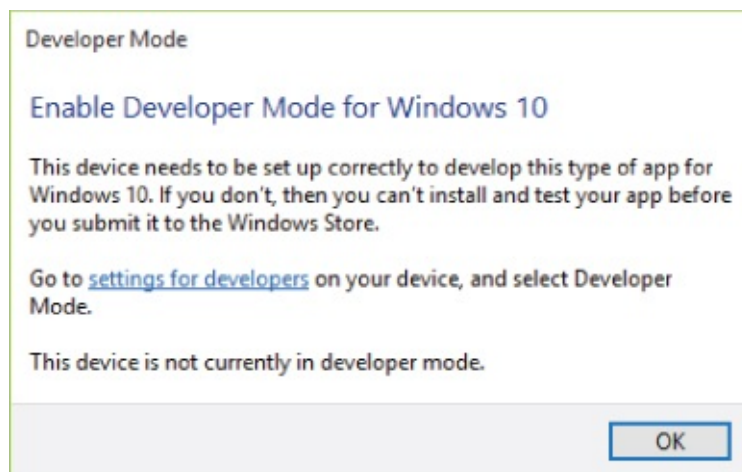 Developer Mode
Enable Developer Mode for Windows 10
This device needs to be set up correctly to develop this type of app for
Windows 10. If you don't, then you can't install and test your app before
you submit it to the Windows Store.
Go to settings for developers on your device, and select Developer
Mode.
This device is not currently in developer mode.
OK